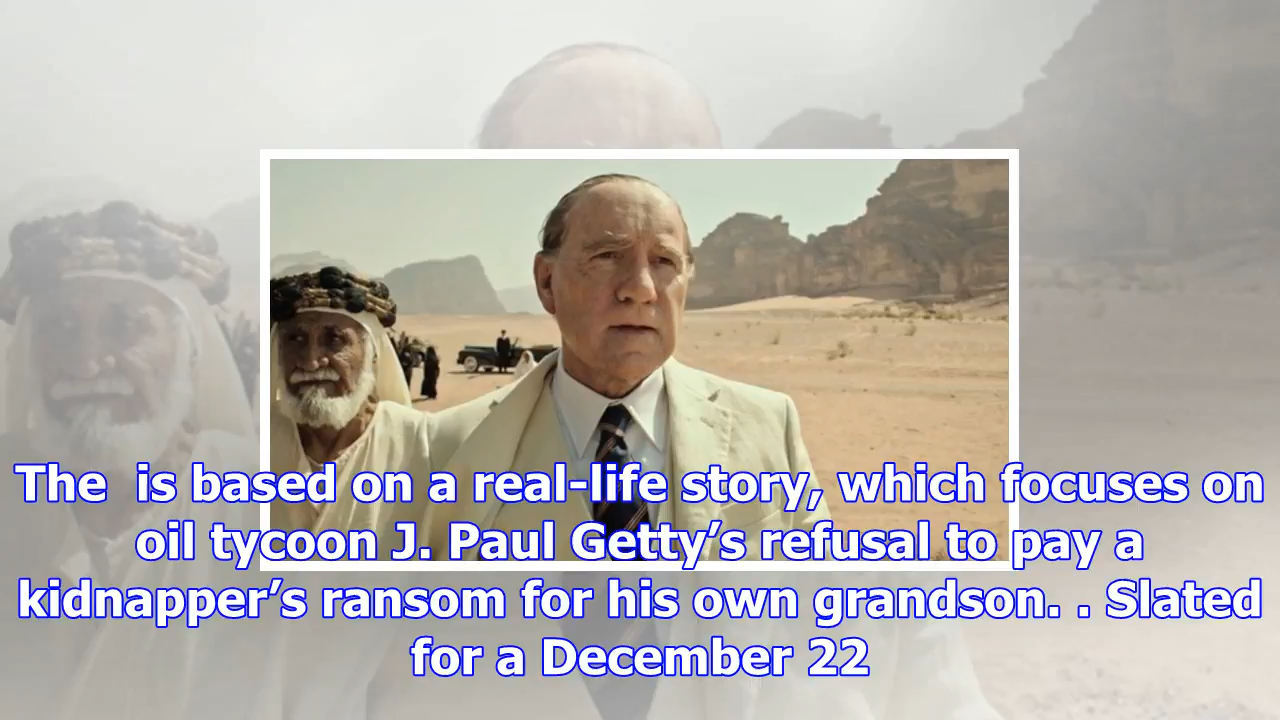 The  is based on a real-life story, which focuses on
oil tycoon J. Paul Getty’s refusal to pay a
kidnapper’s ransom for his own grandson. . Slated
for a December 22